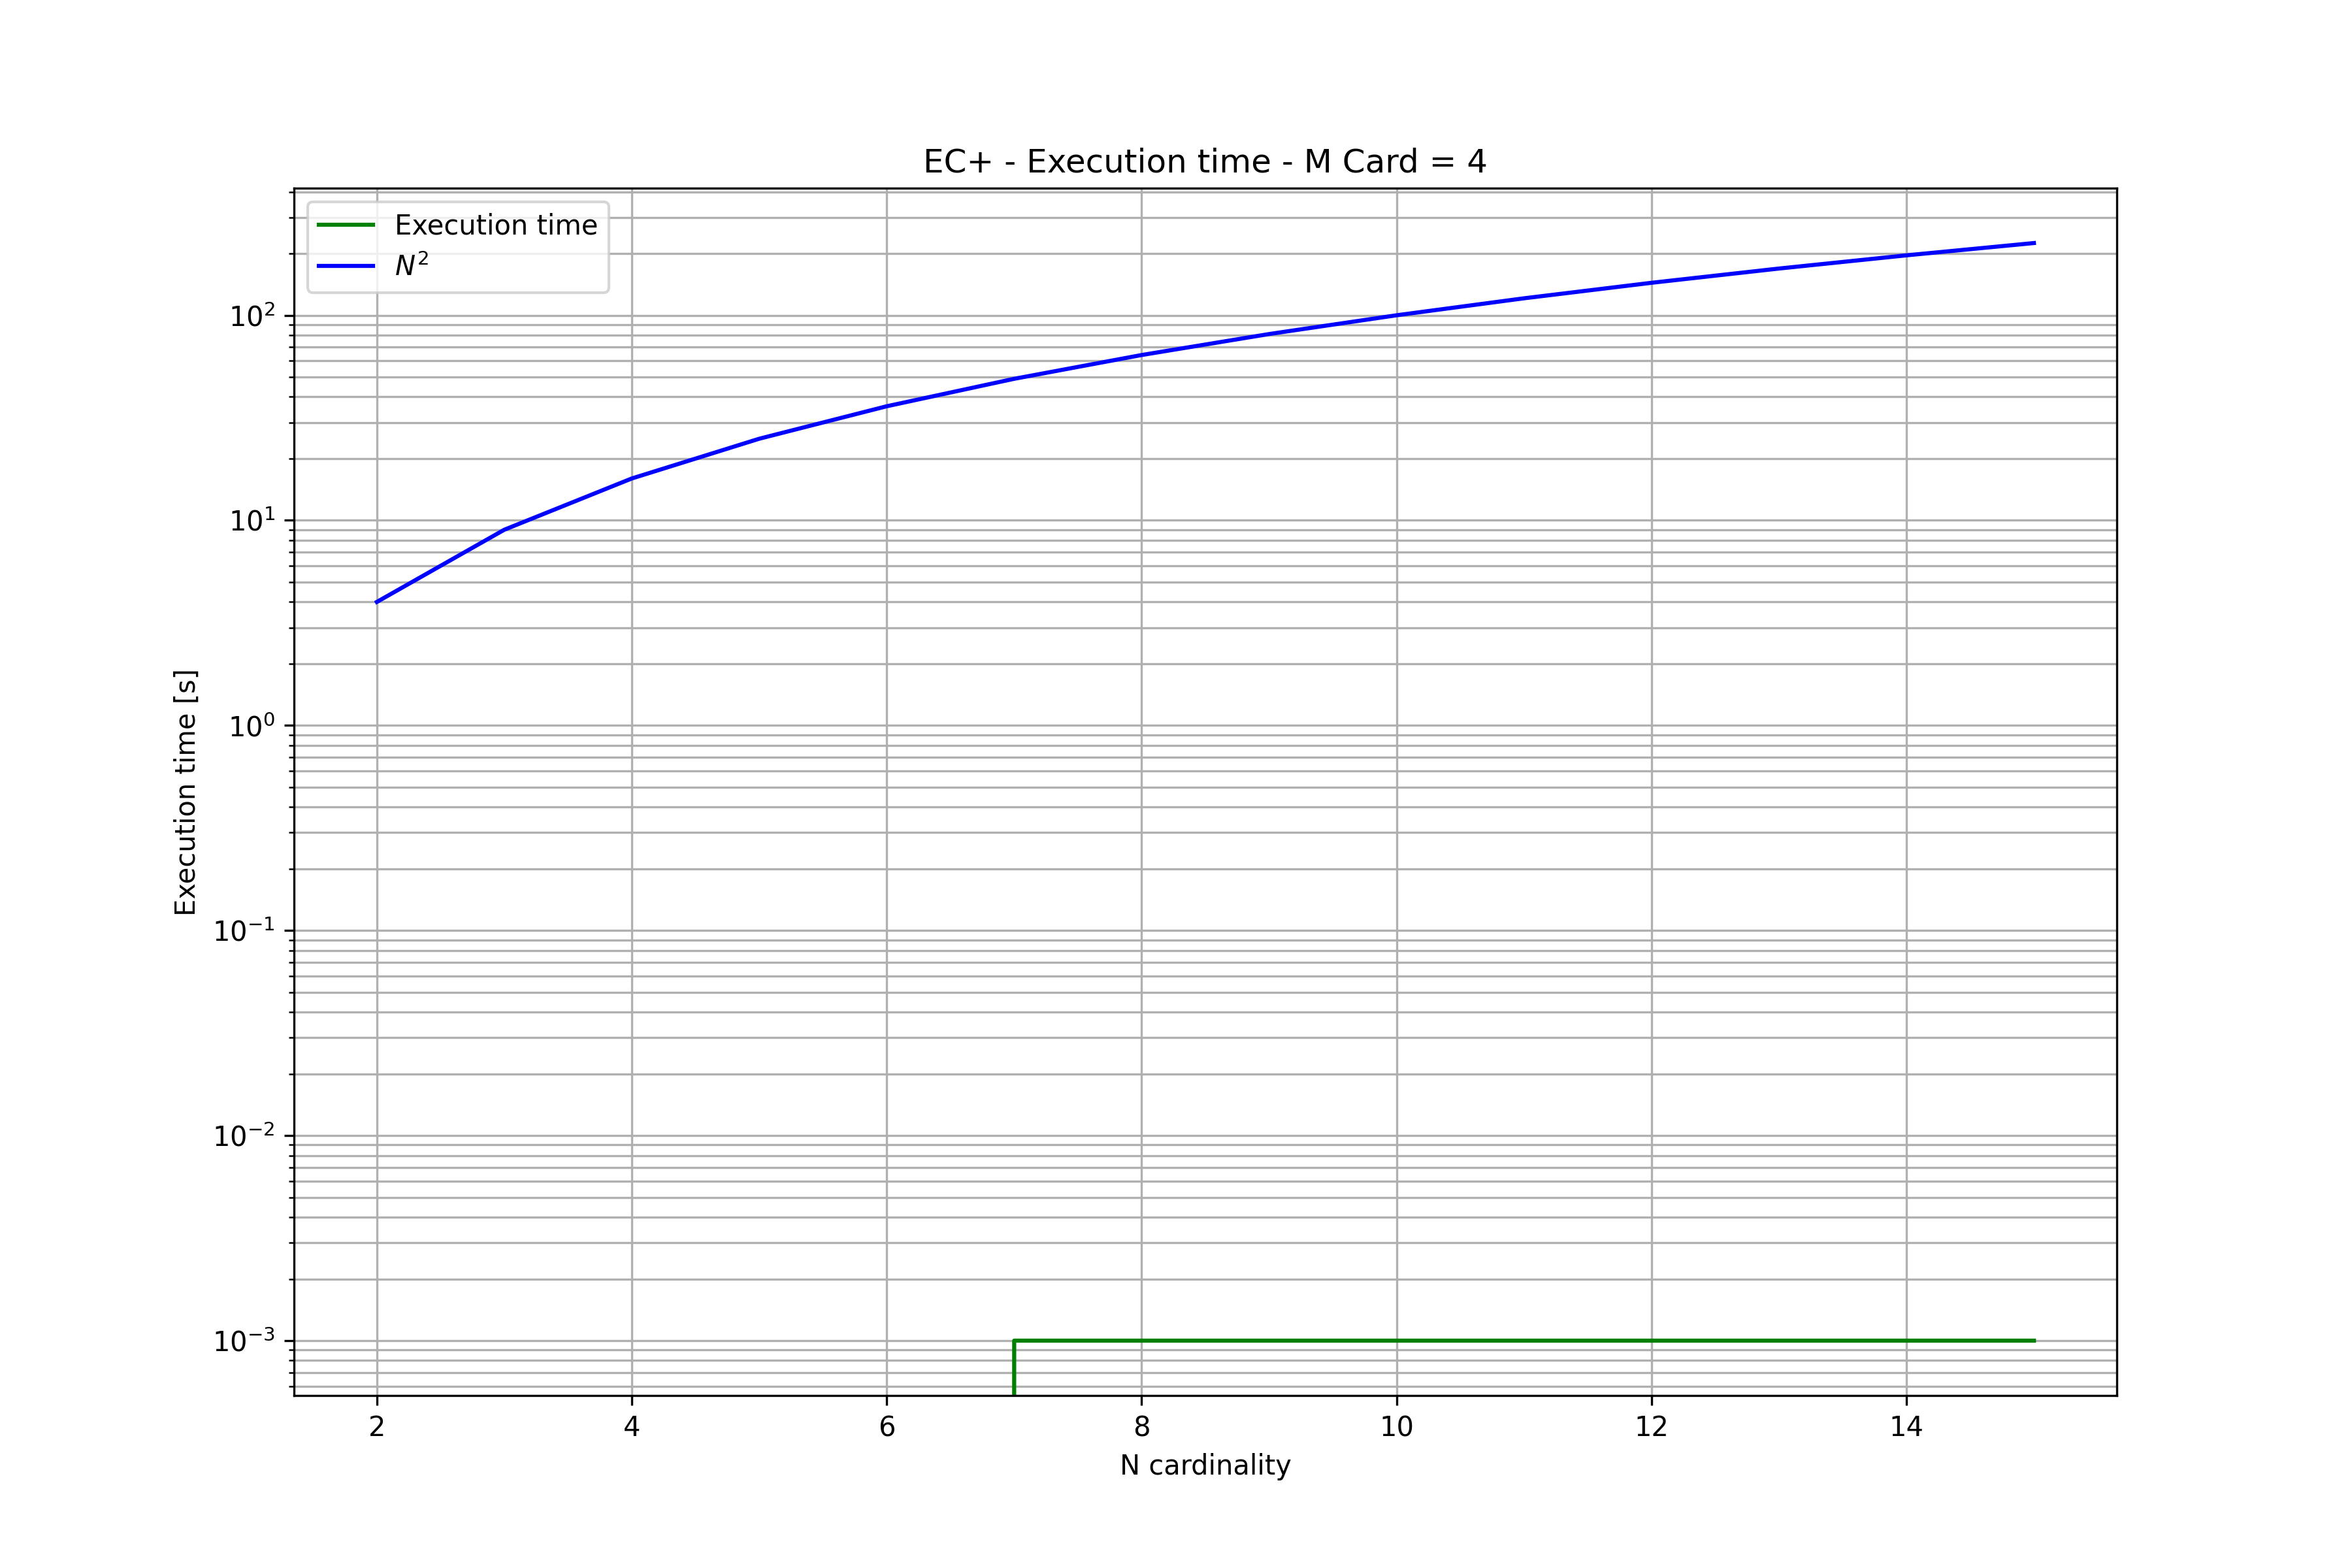 EC+ - Execution time - M Card = 4
Execution time
N²
10²
10¹
10⁰
10⁻¹
10⁻²
10⁻³
Execution time [s]
2 4 6 8 10 12 14
N cardinality